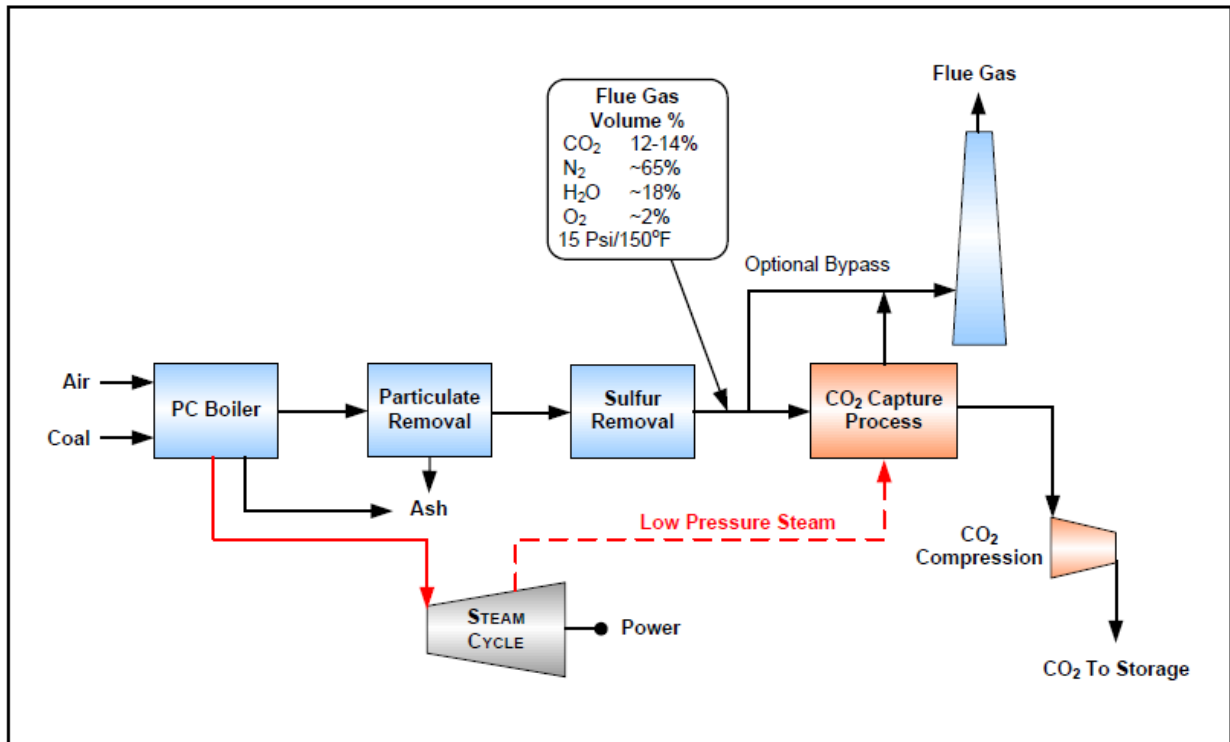 Flue Gas
Flue Gas
Volume %
CO₂ 12-14%
N₂ ~65%
H₂O ~18%
O₂ ~2%
15 Psi/150°F
Optional Bypass
Air
Coal
PC Boiler
Particulate
Removal
Sulfur
Removal
CO₂ Capture
Process
Ash
Low Pressure Steam
CO₂
Compression
STEAM
CYCLE
Power
CO₂ To Storage